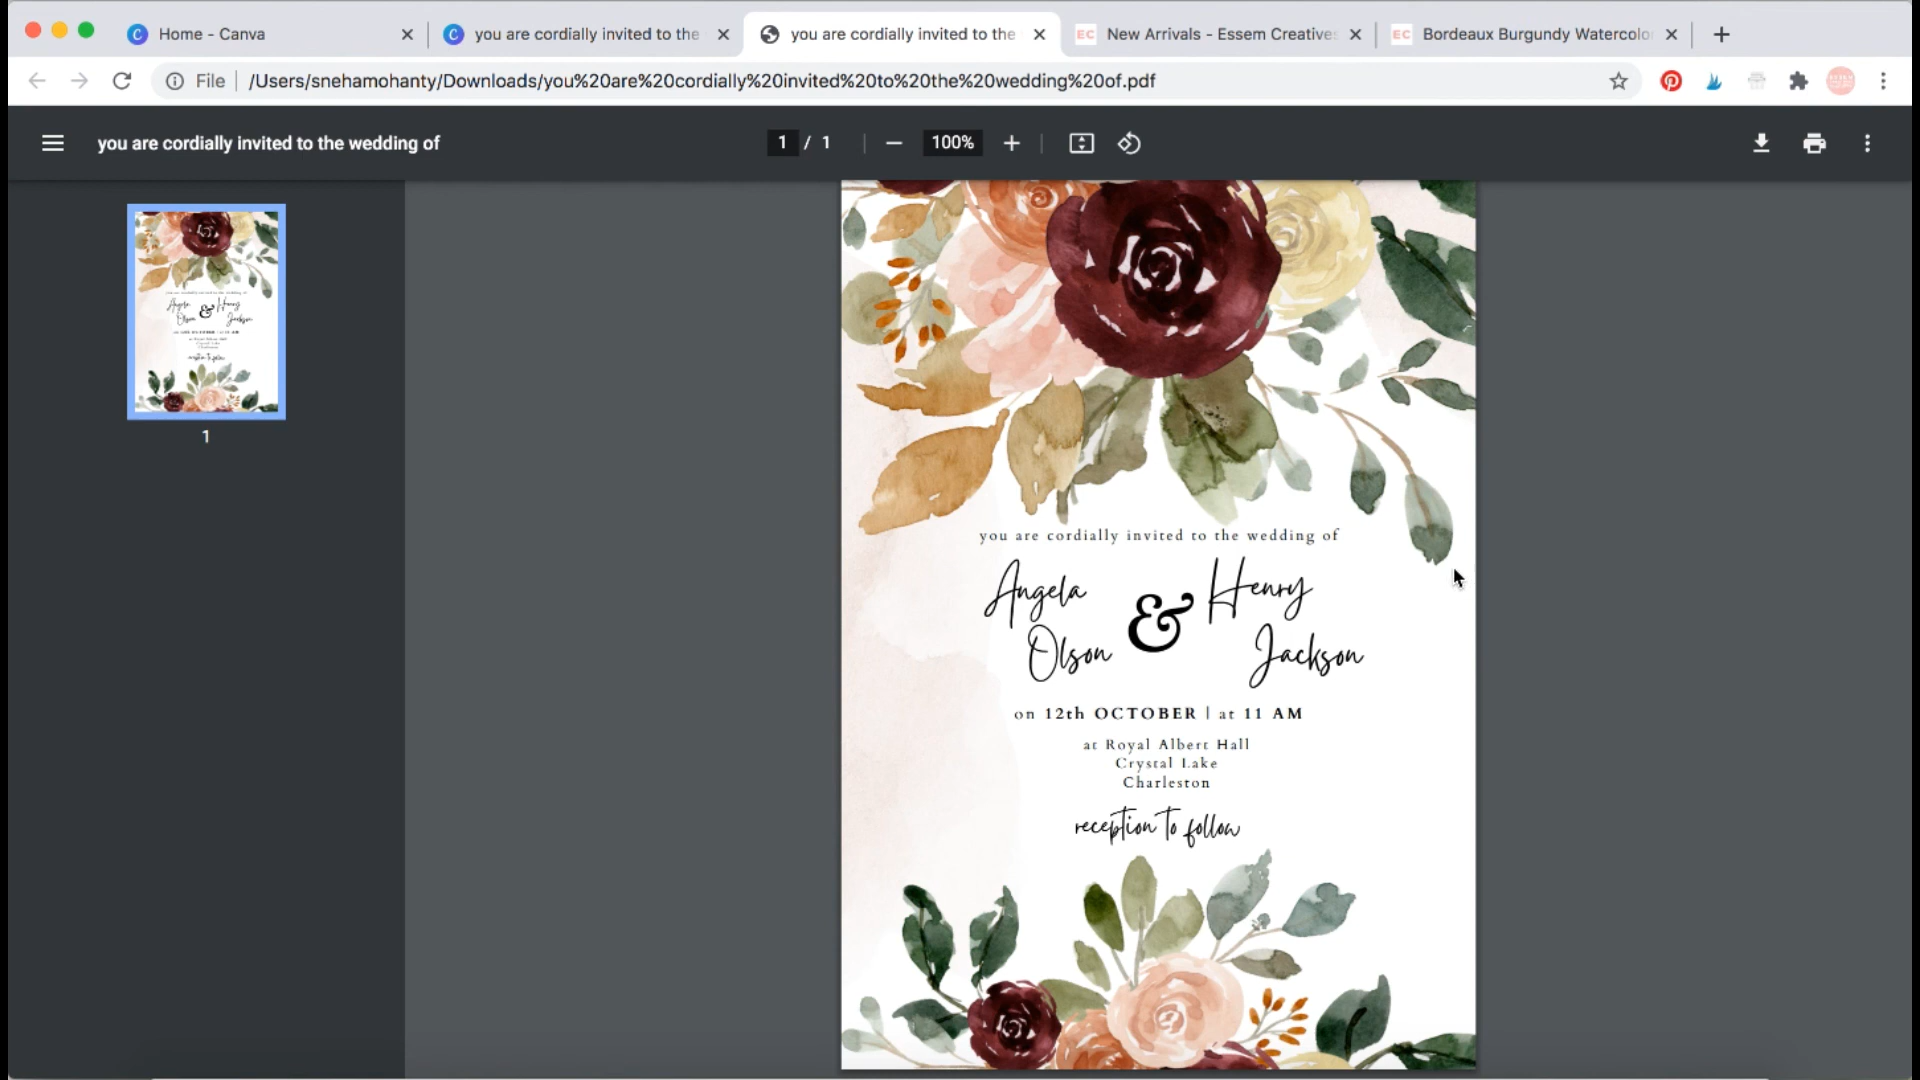 Home - Canva
you are cordially invited to the
you are cordially invited to the
EC New Arrivals - Essem Creatives
EC Bordeaux Burgundy Watercolo
File /Users/snehamohanty/Downloads/you%20are%20cordially%20invited%20to%20the%20wedding%20of.pdf
you are cordially invited to the wedding of
1 / 1
100%
1
you are cordially invited to the wedding of
Angela Olson
&
Henry Jackson
on 12th OCTOBER | at 11 AM
at Royal Albert Hall
Crystal Lake
Charleston
reception to follow